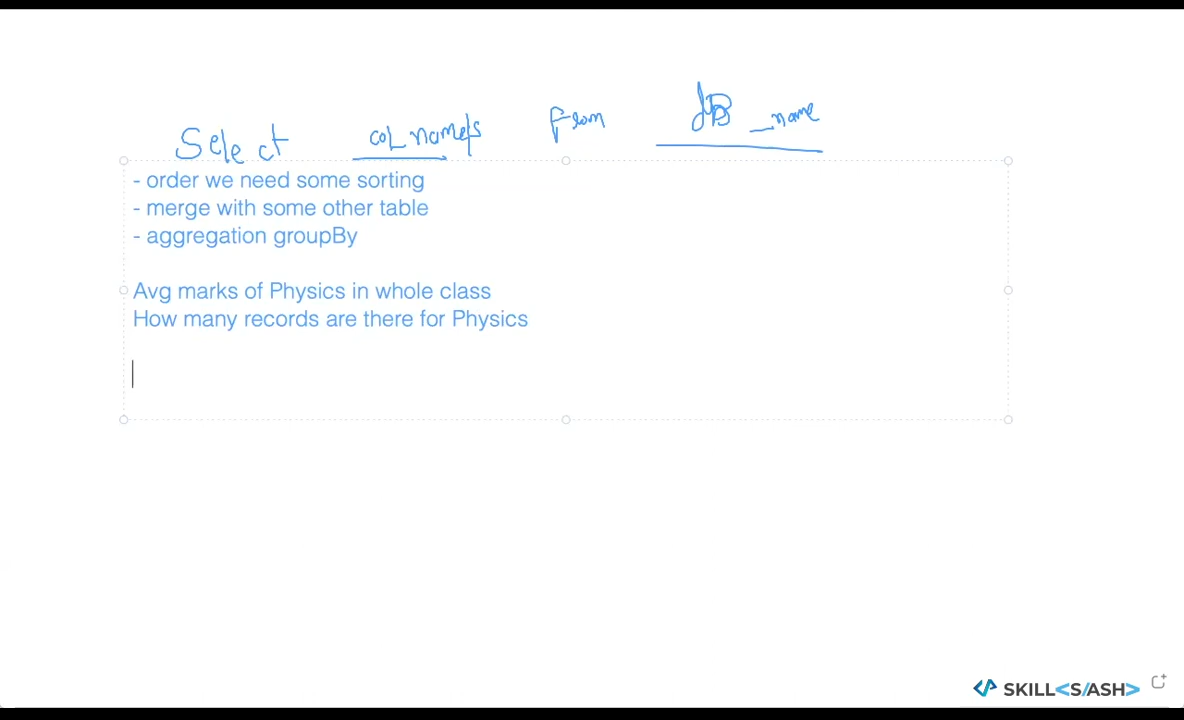 Select col_name/s from DB_name
- order we need some sorting
- merge with some other table
- aggregation groupBy
Avg marks of Physics in whole class
How many records are there for Physics
SKILL<S/ASH>